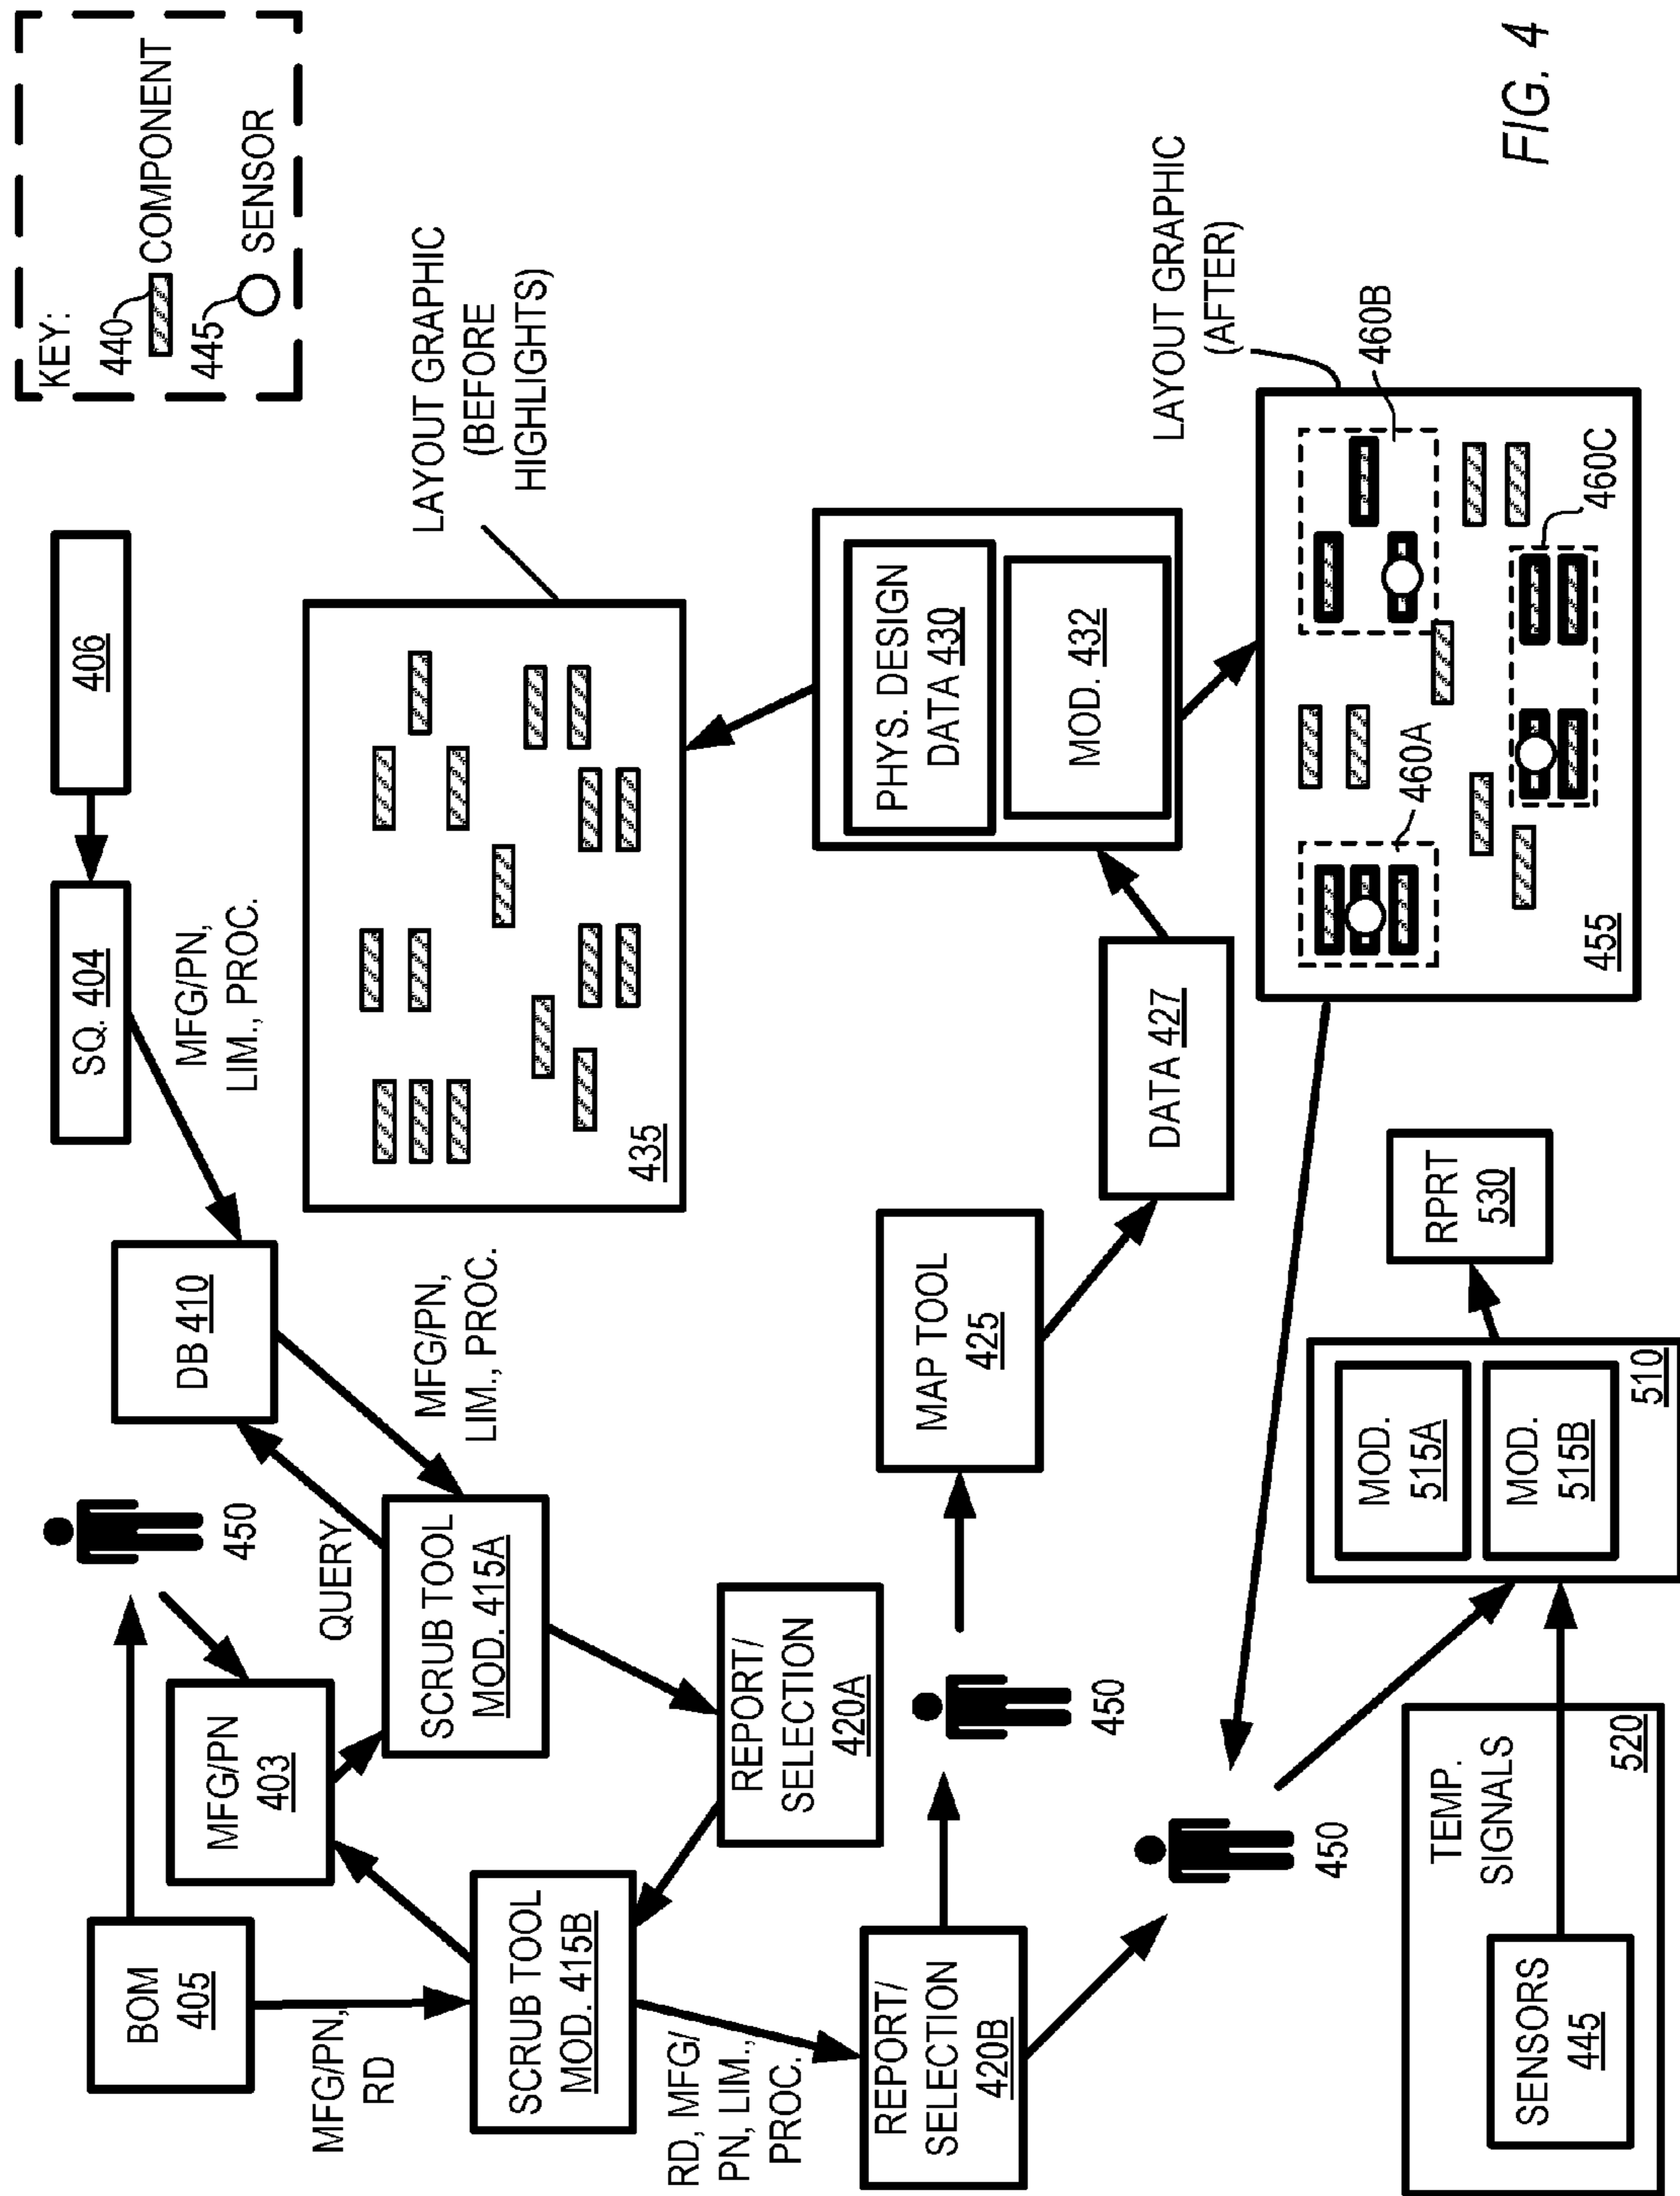 KEY:
440
COMPONENT
445
SENSOR
406
SQ. 404
MFG/PN,
LIM., PROC.
DB 410
QUERY
MFG/PN,
LIM., PROC.
450
BOM
405
MFG/PN
403
MFG/PN,
RD
SCRUB TOOL
MOD. 415A
SCRUB TOOL
MOD. 415B
REPORT/
SELECTION
420A
RD, MFG/
PN, LIM.,
PROC.
REPORT/
SELECTION
420B
450
MAP TOOL
425
DATA 427
PHYS. DESIGN
DATA 430
MOD. 432
LAYOUT GRAPHIC
(BEFORE
HIGHLIGHTS)
435
LAYOUT GRAPHIC
(AFTER)
460A
460B
460C
455
450
TEMP.
SIGNALS
SENSORS
445
520
MOD.
515A
MOD.
515B
510
RPRT
530
FIG. 4